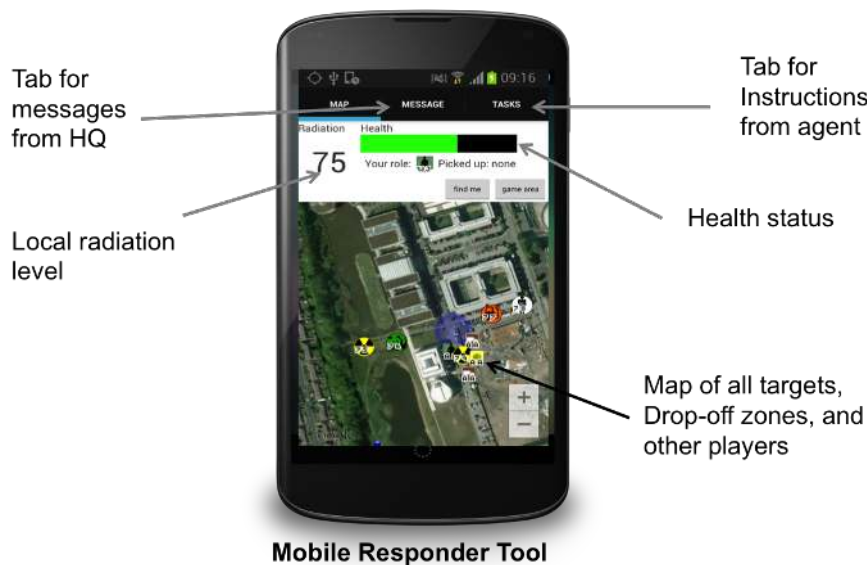 Tab for
messages
from HQ
Local radiation
level
09:16
MAP MESSAGE TASKS
Radiation Health
75
Your role: Picked up: none
find me game area
+
−
Tab for
Instructions
from agent
Health status
Map of all targets,
Drop-off zones, and
other players
Mobile Responder Tool